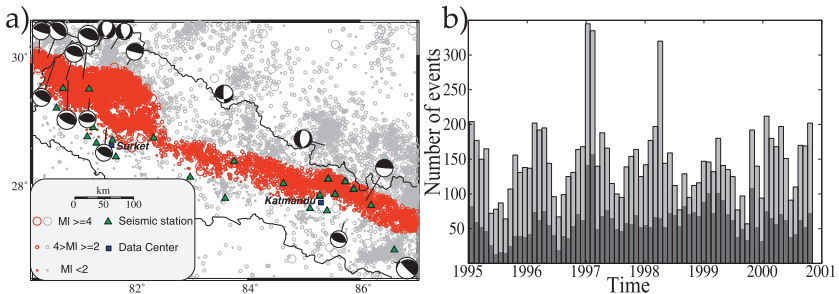 a)
30°
28°
Surket
Katmandu
km
0 50 100
Ml >=4
Seismic station
4>Ml >=2
Data Center
Ml <2
82° 84° 86°
b)
Number of events
350
300
250
200
150
100
50
1995 1996 1997 1998 1999 2000 2001
Time